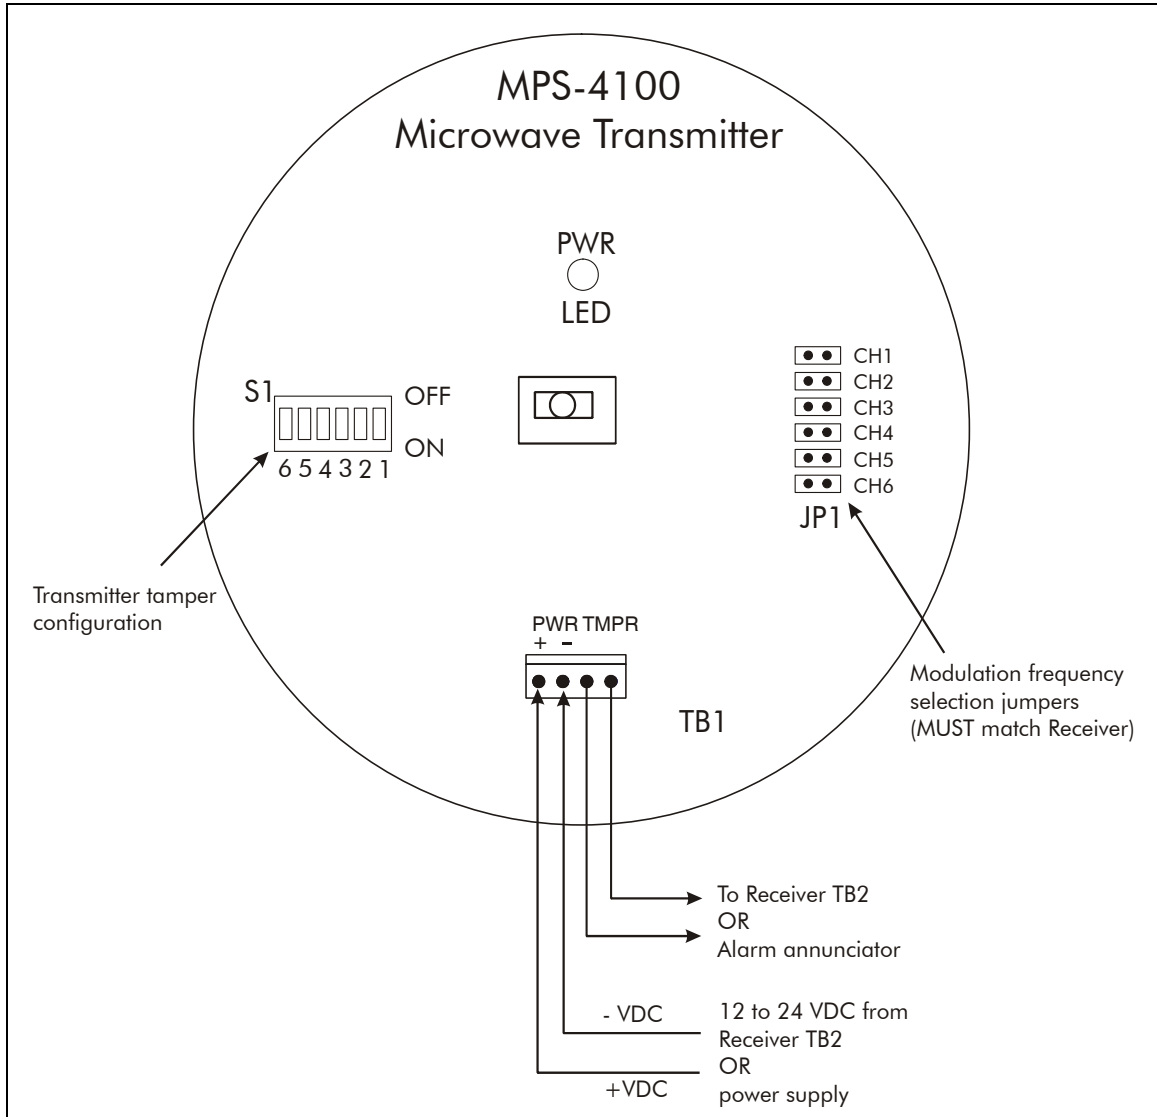 MPS-4100
Microwave Transmitter
PWR
LED
S1
OFF
ON
6 5 4 3 2 1
CH1
CH2
CH3
CH4
CH5
CH6
JP1
Transmitter tamper
configuration
PWR TMPR
+ -
TB1
Modulation frequency
selection jumpers
(MUST match Receiver)
To Receiver TB2
OR
Alarm annunciator
- VDC
+VDC
12 to 24 VDC from
Receiver TB2
OR
power supply